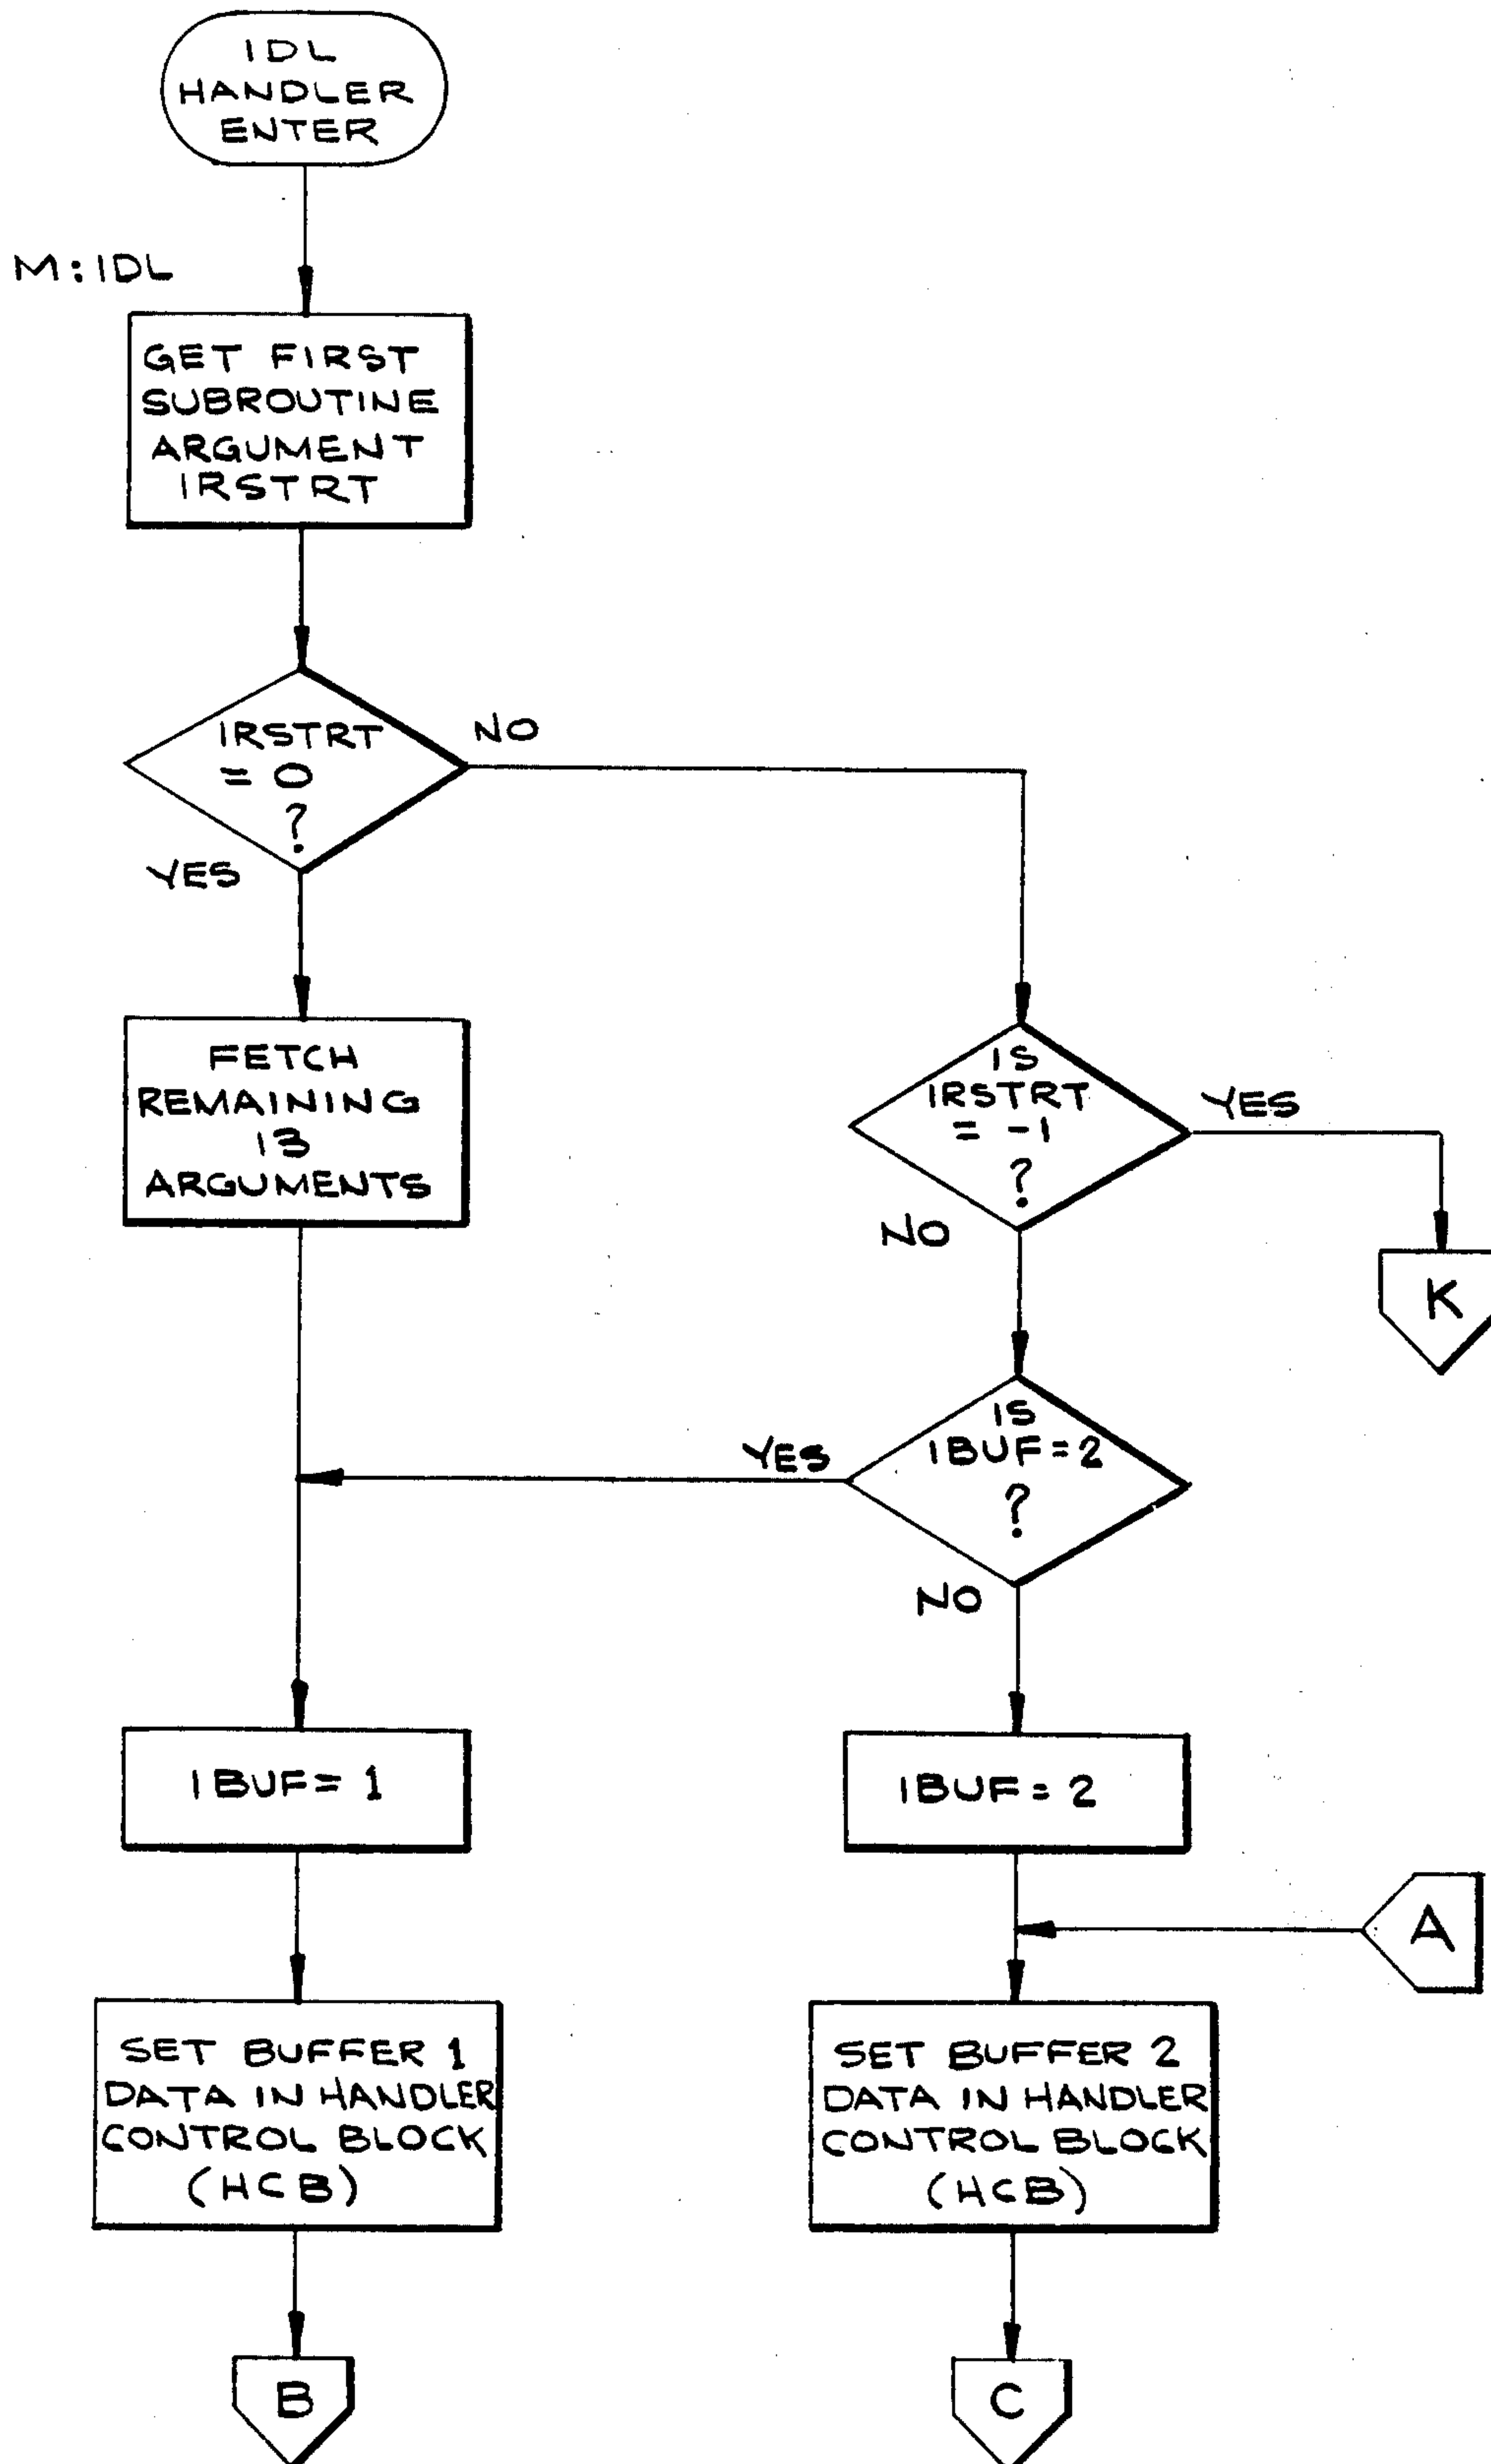 IDL
HANDLER
ENTER
M:IDL
GET FIRST
SUBROUTINE
ARGUMENT
IRSTRT
IRSTRT
= 0
?
NO
YES
FETCH
REMAINING
13
ARGUMENTS
IS
IRSTRT
= -1
?
YES
NO
K
IS
IBUF=2
?
YES
NO
IBUF= 1
IBUF= 2
A
SET BUFFER 1
DATA IN HANDLER
CONTROL BLOCK
(HCB)
SET BUFFER 2
DATA IN HANDLER
CONTROL BLOCK
(HCB)
B
C